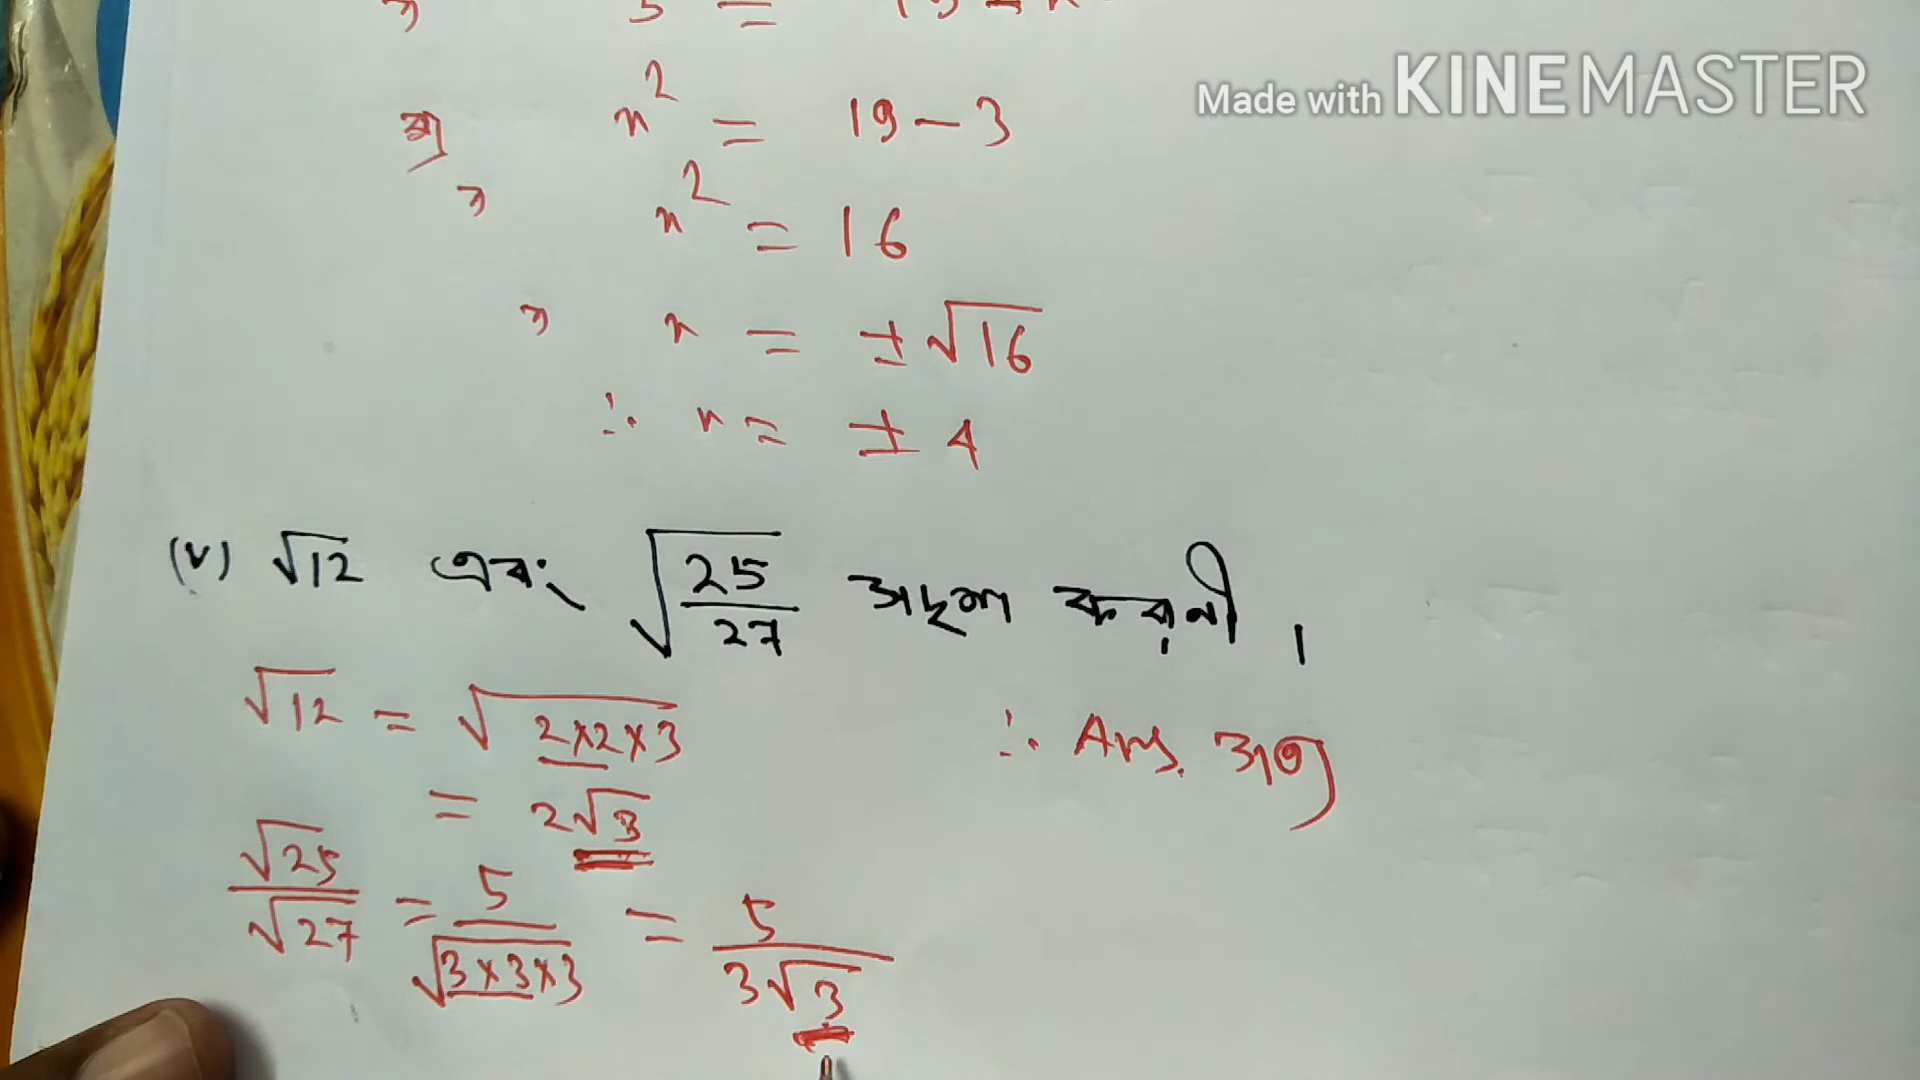 Made with KINEMASTER
বা x² = 19 - 3
" x² = 16
" x = ±√16
∴ x = ± 4
(v) √12 এবং √(25/27) সদৃশ করণী।
√12 = √(2×2×3)
∴ Ans. সত্য
= 2√3
√25/√27 = 5/√(3×3×3) = 5/(3√3)